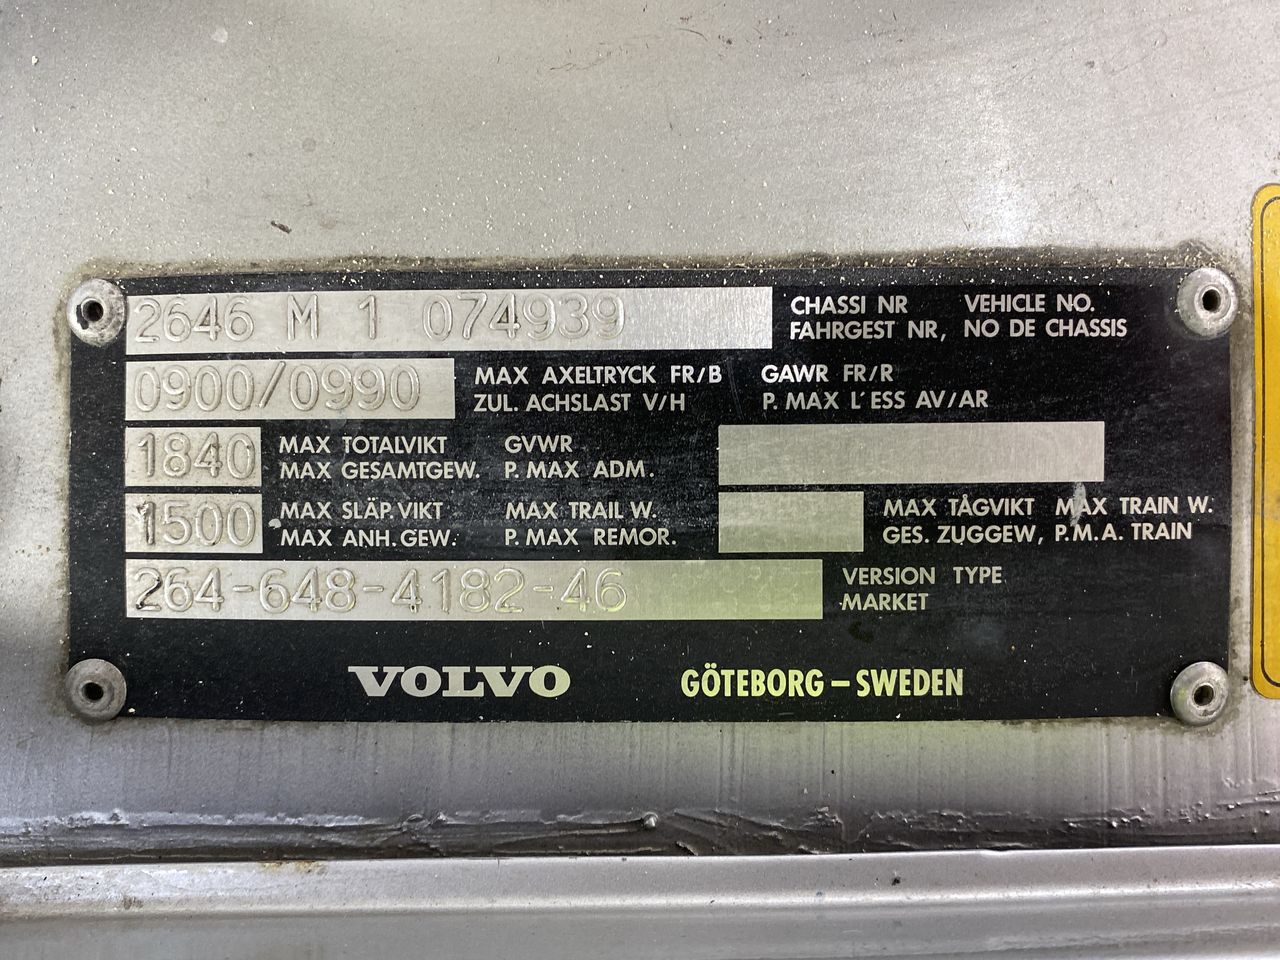 2646 M 1 074939
CHASSI NR VEHICLE NO.
FAHRGEST NR, NO DE CHASSIS
0900/0990
MAX AXELTRYCK FR/B GAWR FR/R
ZUL. ACHSLAST V/H P. MAX L'ESS AV/AR
1840
MAX TOTALVIKT GVWR
MAX GESAMTGEW. P. MAX ADM.
1500
MAX SLÄP VIKT MAX TRAIL W.
MAX ANH. GEW. P. MAX REMOR.
MAX TÅGVIKT MAX TRAIN W.
GES. ZUGGEW, P.M.A. TRAIN
264-648-4182-46
VERSION TYPE
MARKET
VOLVO GÖTEBORG – SWEDEN